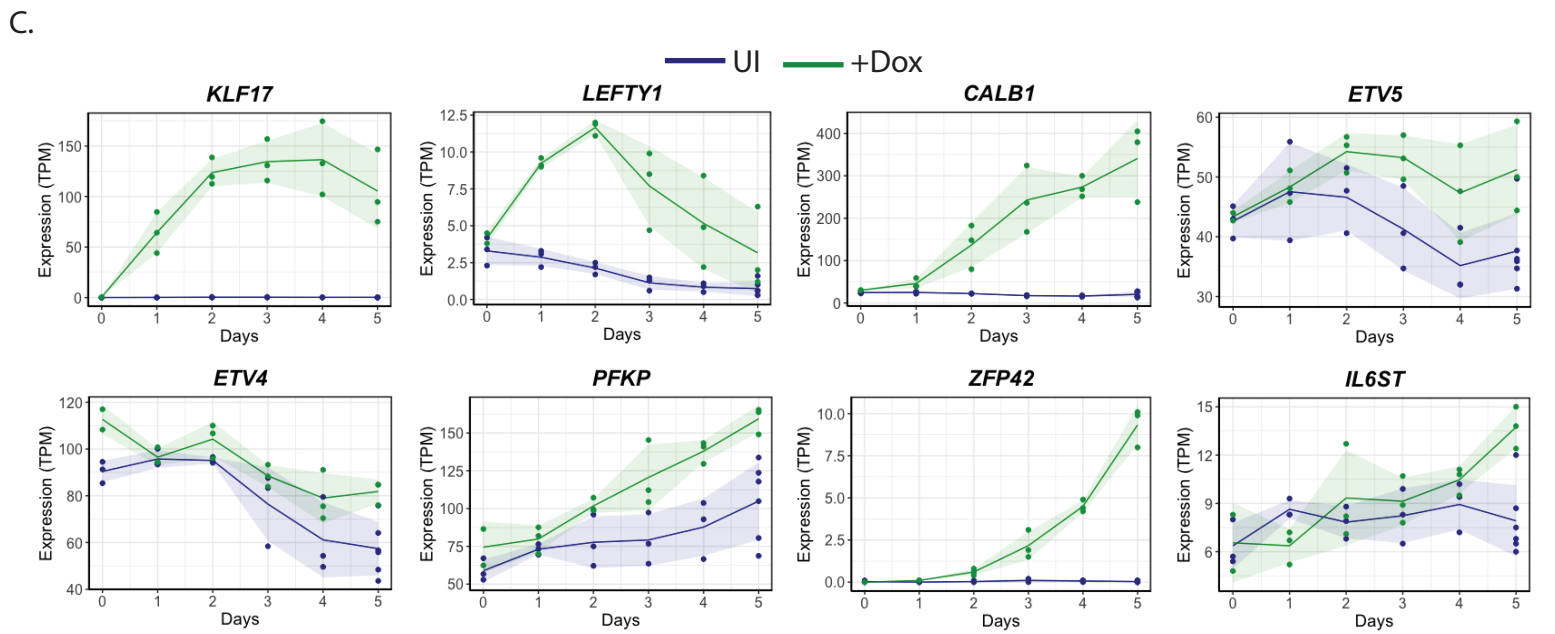 C.
UI +Dox
KLF17 LEFTY1 CALB1 ETV5
Expression (TPM) 150 100 50 0
0 1 2 3 4 5
Days
Expression (TPM) 12.5 10.0 7.5 5.0 2.5 0.0
0 1 2 3 4 5
Days
Expression (TPM) 400 300 200 100 0
0 1 2 3 4 5
Days
Expression (TPM) 60 50 40 30
0 1 2 3 4 5
Days
ETV4 PFKP ZFP42 IL6ST
Expression (TPM) 120 100 80 60 40
0 1 2 3 4 5
Days
Expression (TPM) 150 125 100 75 50
0 1 2 3 4 5
Days
Expression (TPM) 10.0 7.5 5.0 2.5 0.0
0 1 2 3 4 5
Days
Expression (TPM) 15 12 9 6
0 1 2 3 4 5
Days